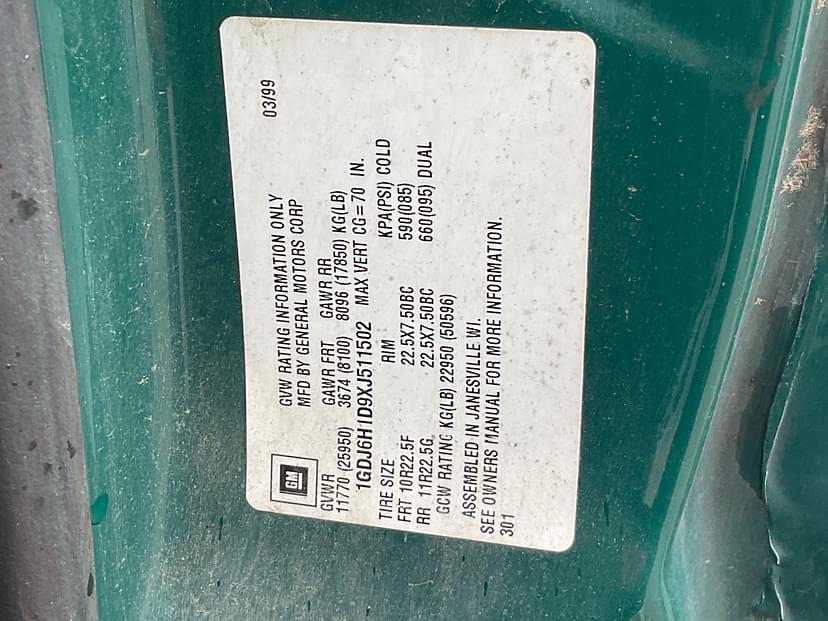 GM
03/99
GVW RATING INFORMATION ONLY
MFD BY GENERAL MOTORS CORP
GVWR GAWR FRT GAWR RR
11770 (25950) 3674 (8100) 8096 (17850) KG(LB)
1GDJ6H1D9XJ511502 MAX VERT CG=70 IN.
TIRE SIZE RIM KPA(PSI) COLD
FRT 10R22.5F 22.5X7.50BC 590(085)
RR 11R22.5G 22.5X7.50BC 660(095) DUAL
GCW RATING KG(LB) 22950 (50596)
ASSEMBLED IN JANESVILLE WI.
SEE OWNERS MANUAL FOR MORE INFORMATION.
301